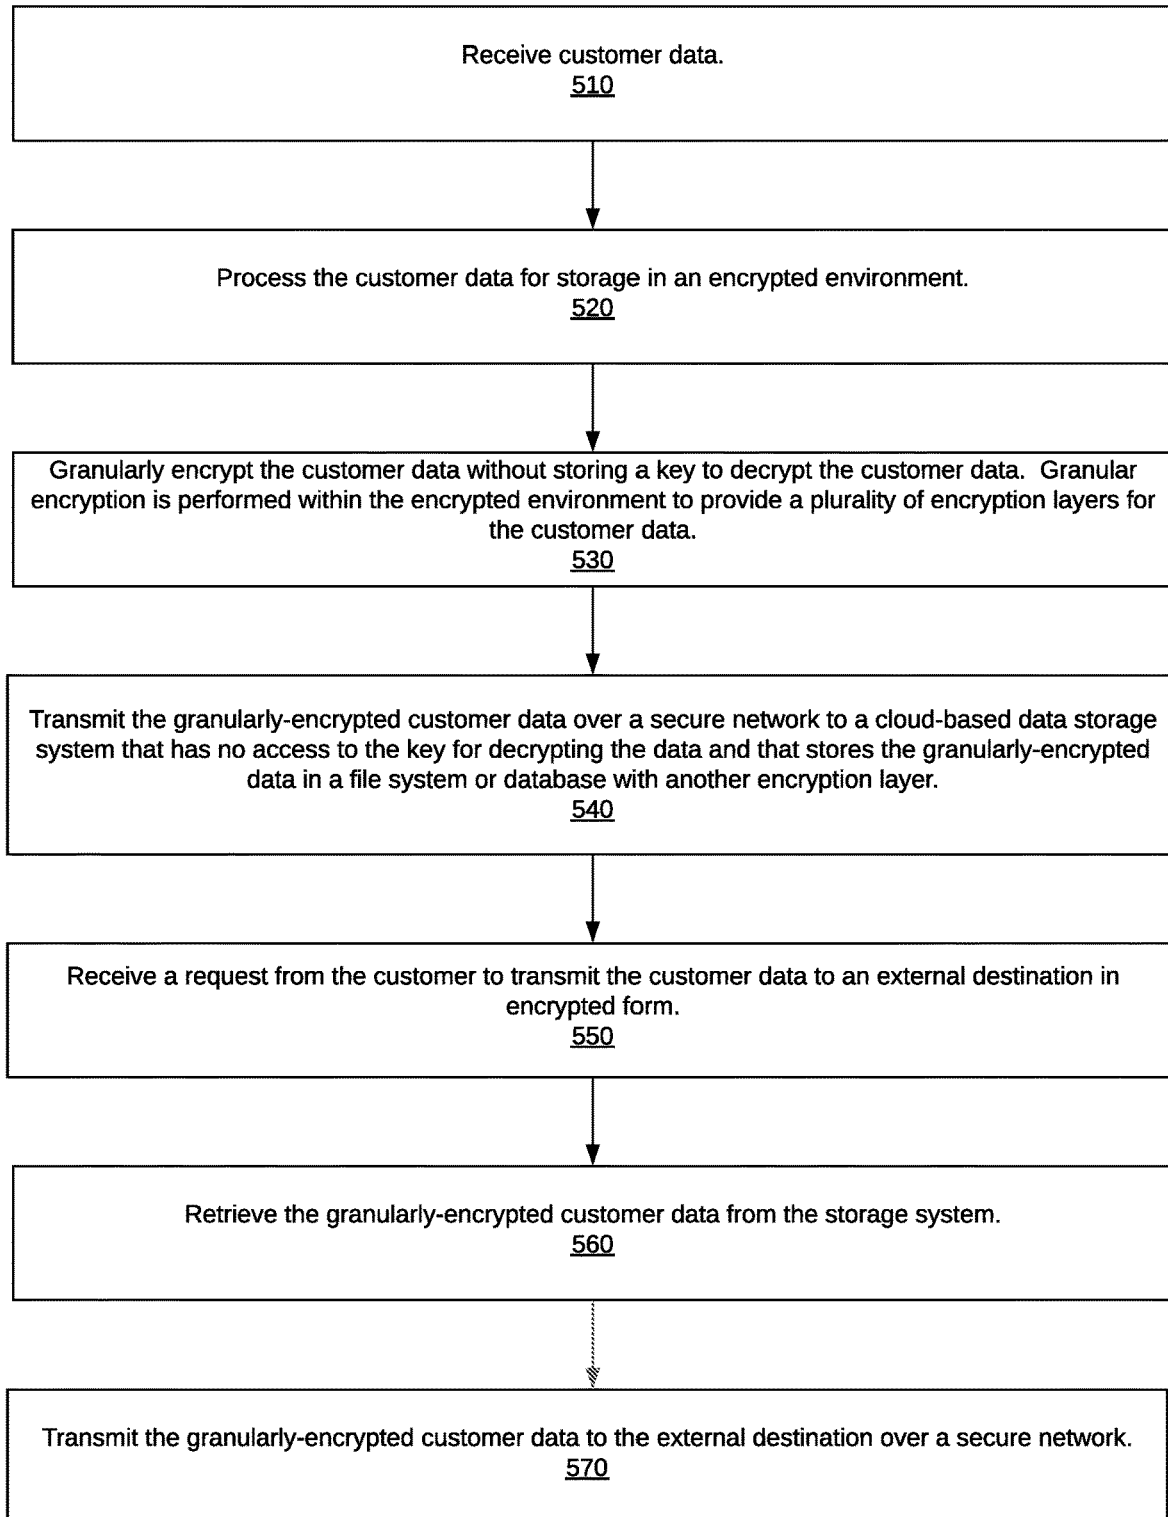 Receive customer data.
510
Process the customer data for storage in an encrypted environment.
520
Granularly encrypt the customer data without storing a key to decrypt the customer data.  Granular
encryption is performed within the encrypted environment to provide a plurality of encryption layers for
the customer data.
530
Transmit the granularly-encrypted customer data over a secure network to a cloud-based data storage
system that has no access to the key for decrypting the data and that stores the granularly-encrypted
data in a file system or database with another encryption layer.
540
Receive a request from the customer to transmit the customer data to an external destination in
encrypted form.
550
Retrieve the granularly-encrypted customer data from the storage system.
560
Transmit the granularly-encrypted customer data to the external destination over a secure network.
570